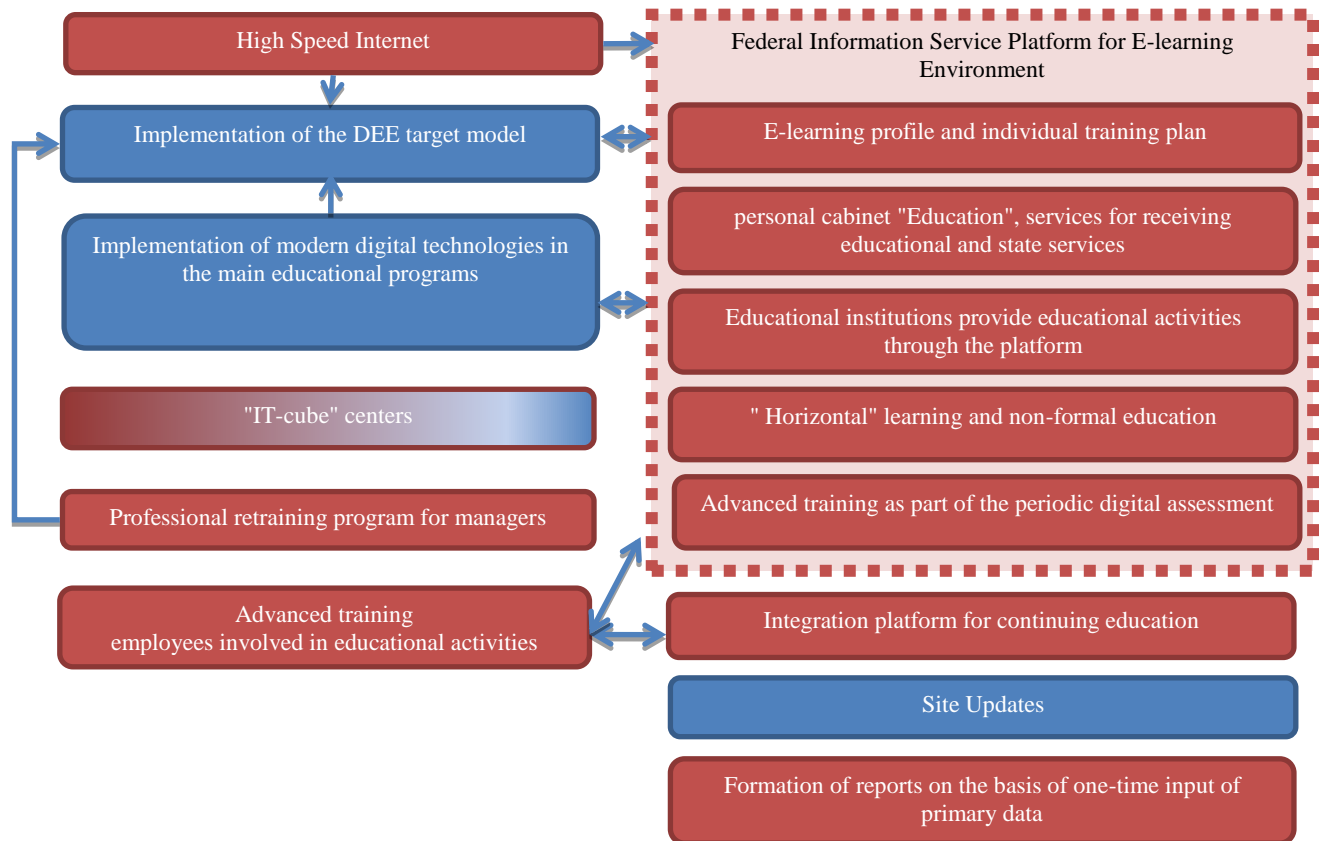 High Speed Internet
Implementation of the DEE target model
Implementation of modern digital technologies in
the main educational programs
"IT-cube" centers
Professional retraining program for managers
Advanced training
employees involved in educational activities
Federal Information Service Platform for E-learning
Environment
E-learning profile and individual training plan
personal cabinet "Education", services for receiving
educational and state services
Educational institutions provide educational activities
through the platform
" Horizontal" learning and non-formal education
Advanced training as part of the periodic digital assessment
Integration platform for continuing education
Site Updates
Formation of reports on the basis of one-time input of
primary data